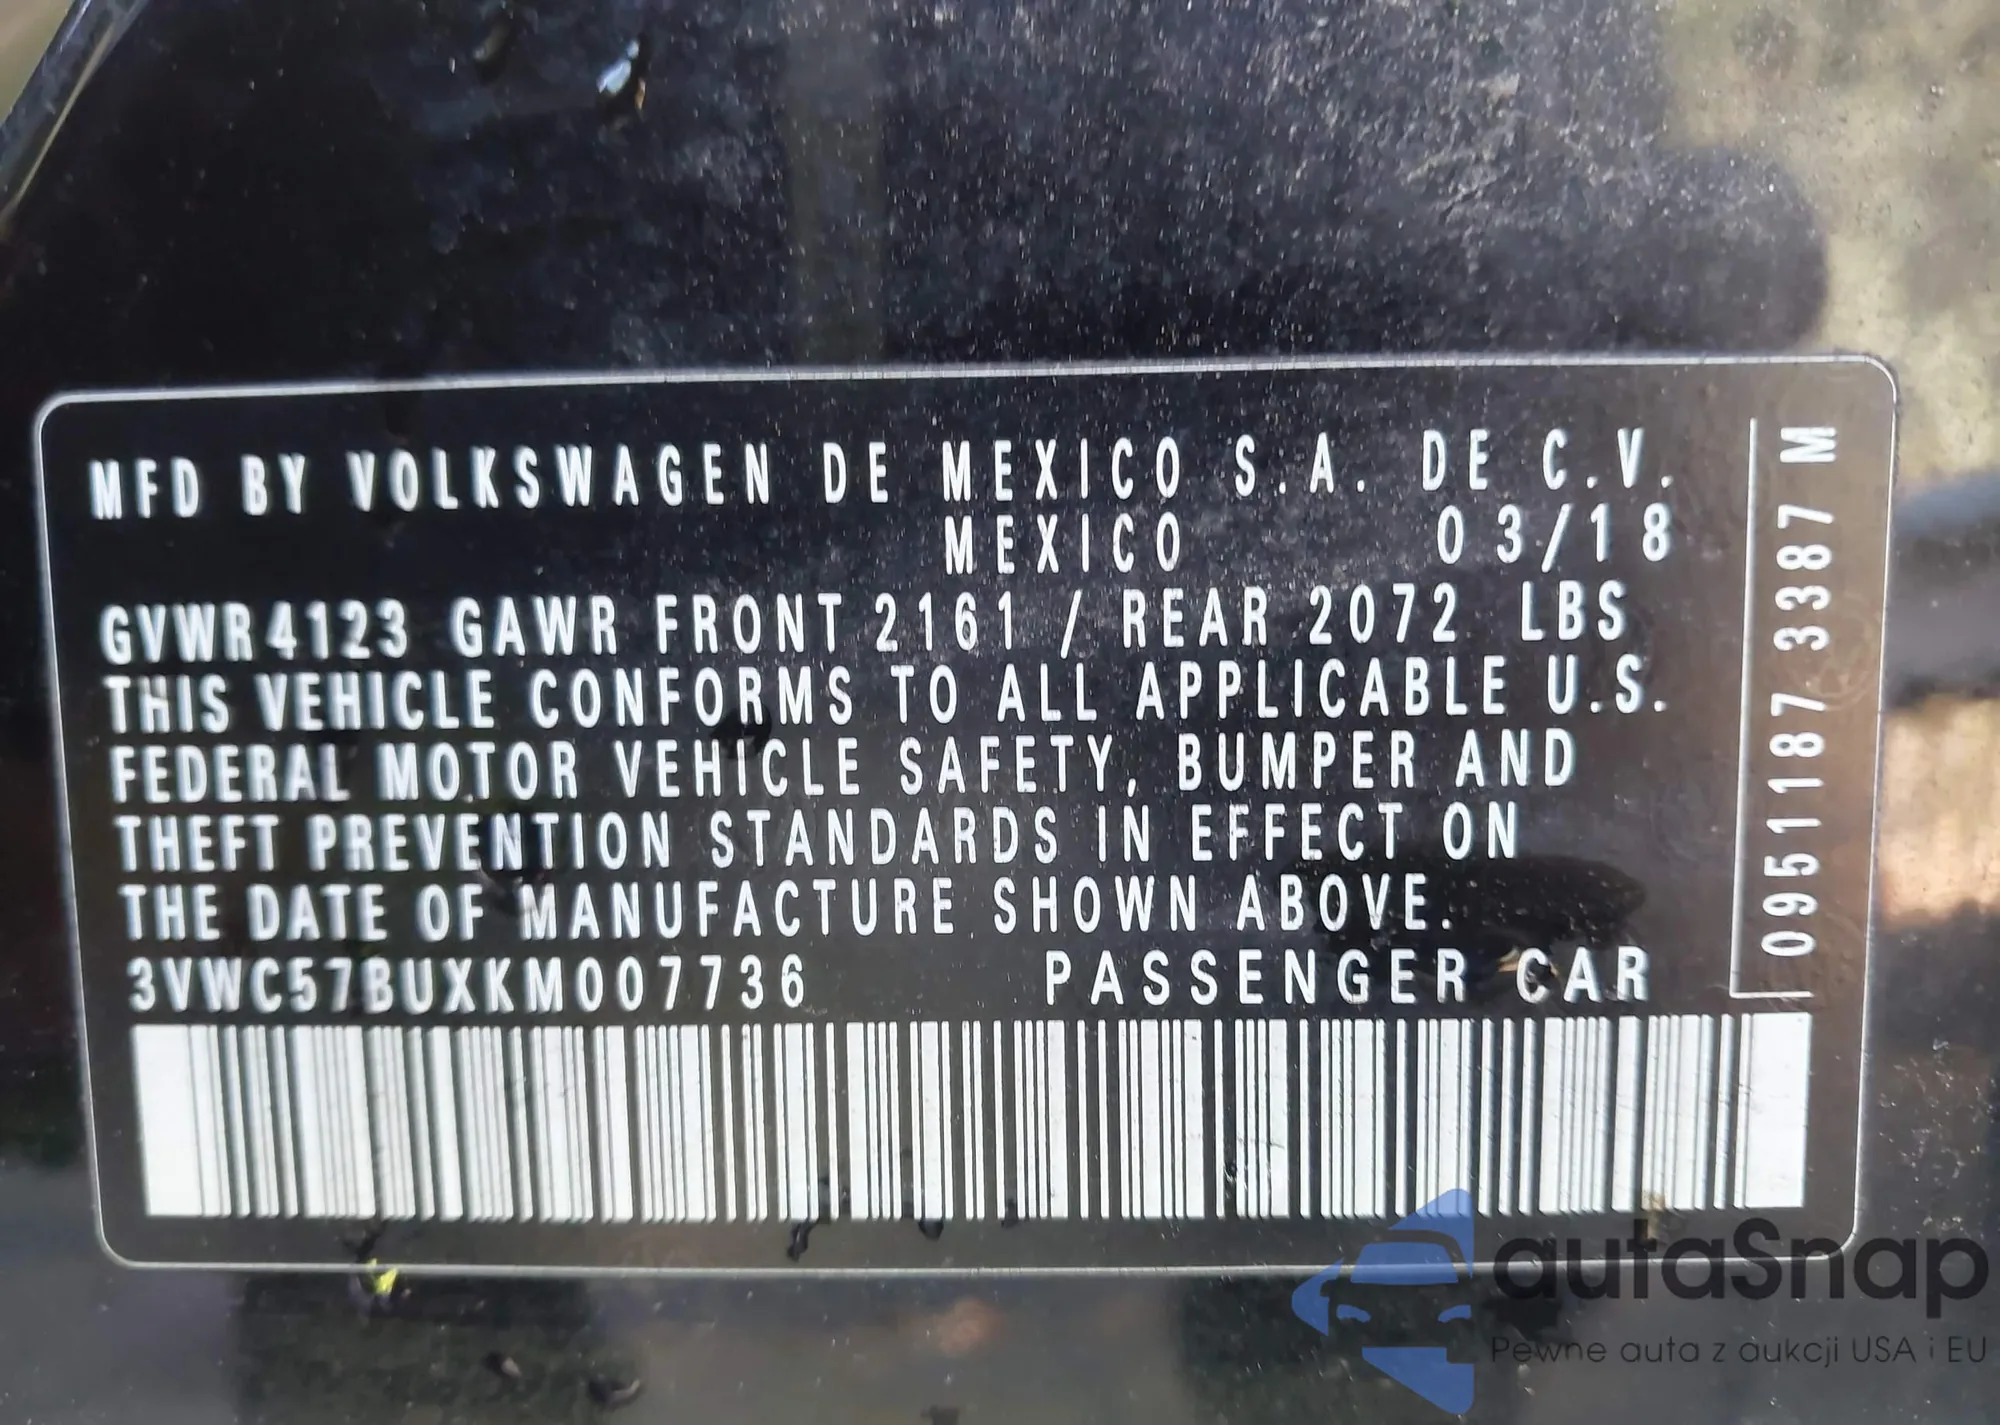 MFD BY VOLKSWAGEN DE MEXICO S.A. DE C.V.
MEXICO 03/18
GVWR 4123 GAWR FRONT 2161 / REAR 2072 LBS
THIS VEHICLE CONFORMS TO ALL APPLICABLE U.S.
FEDERAL MOTOR VEHICLE SAFETY, BUMPER AND
THEFT PREVENTION STANDARDS IN EFFECT ON
THE DATE OF MANUFACTURE SHOWN ABOVE.
3VWC57BUXKM007736 PASSENGER CAR
0951187 3387 M
autaSnap
Pewne auta z aukcji USA i EU